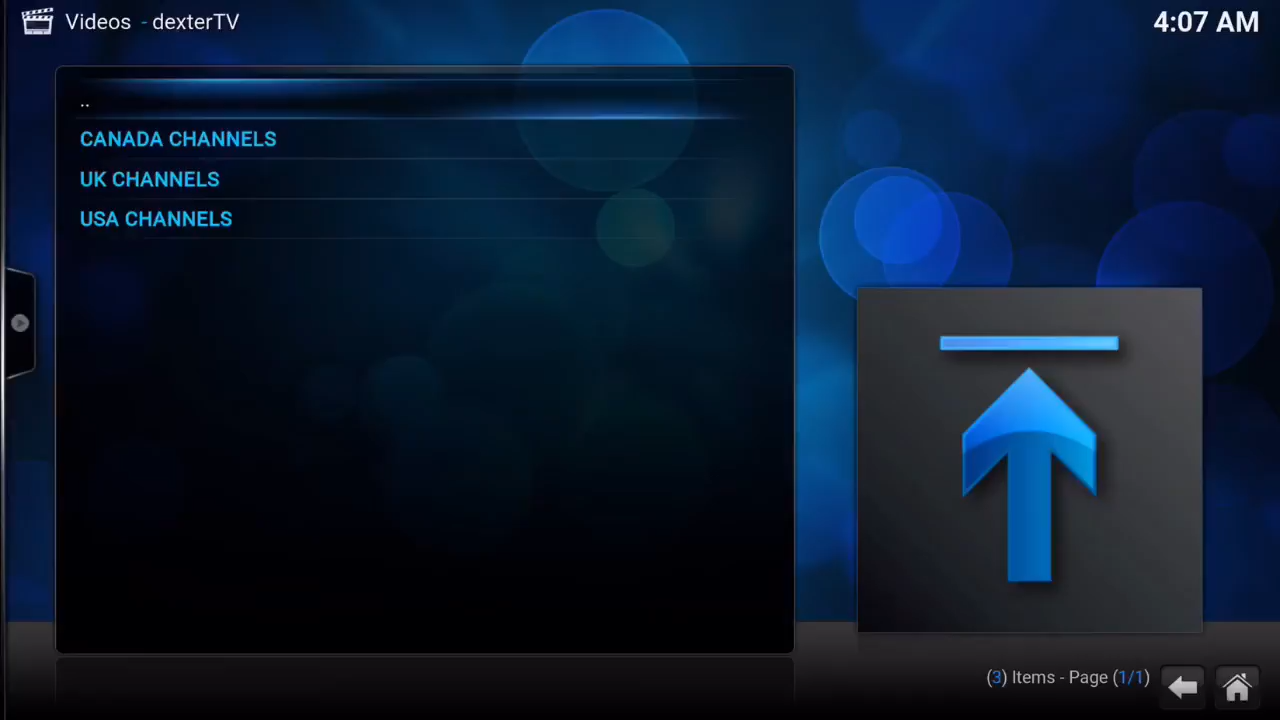 Videos - dexterTV
4:07 AM
..
CANADA CHANNELS
UK CHANNELS
USA CHANNELS
(3) Items - Page (1/1)